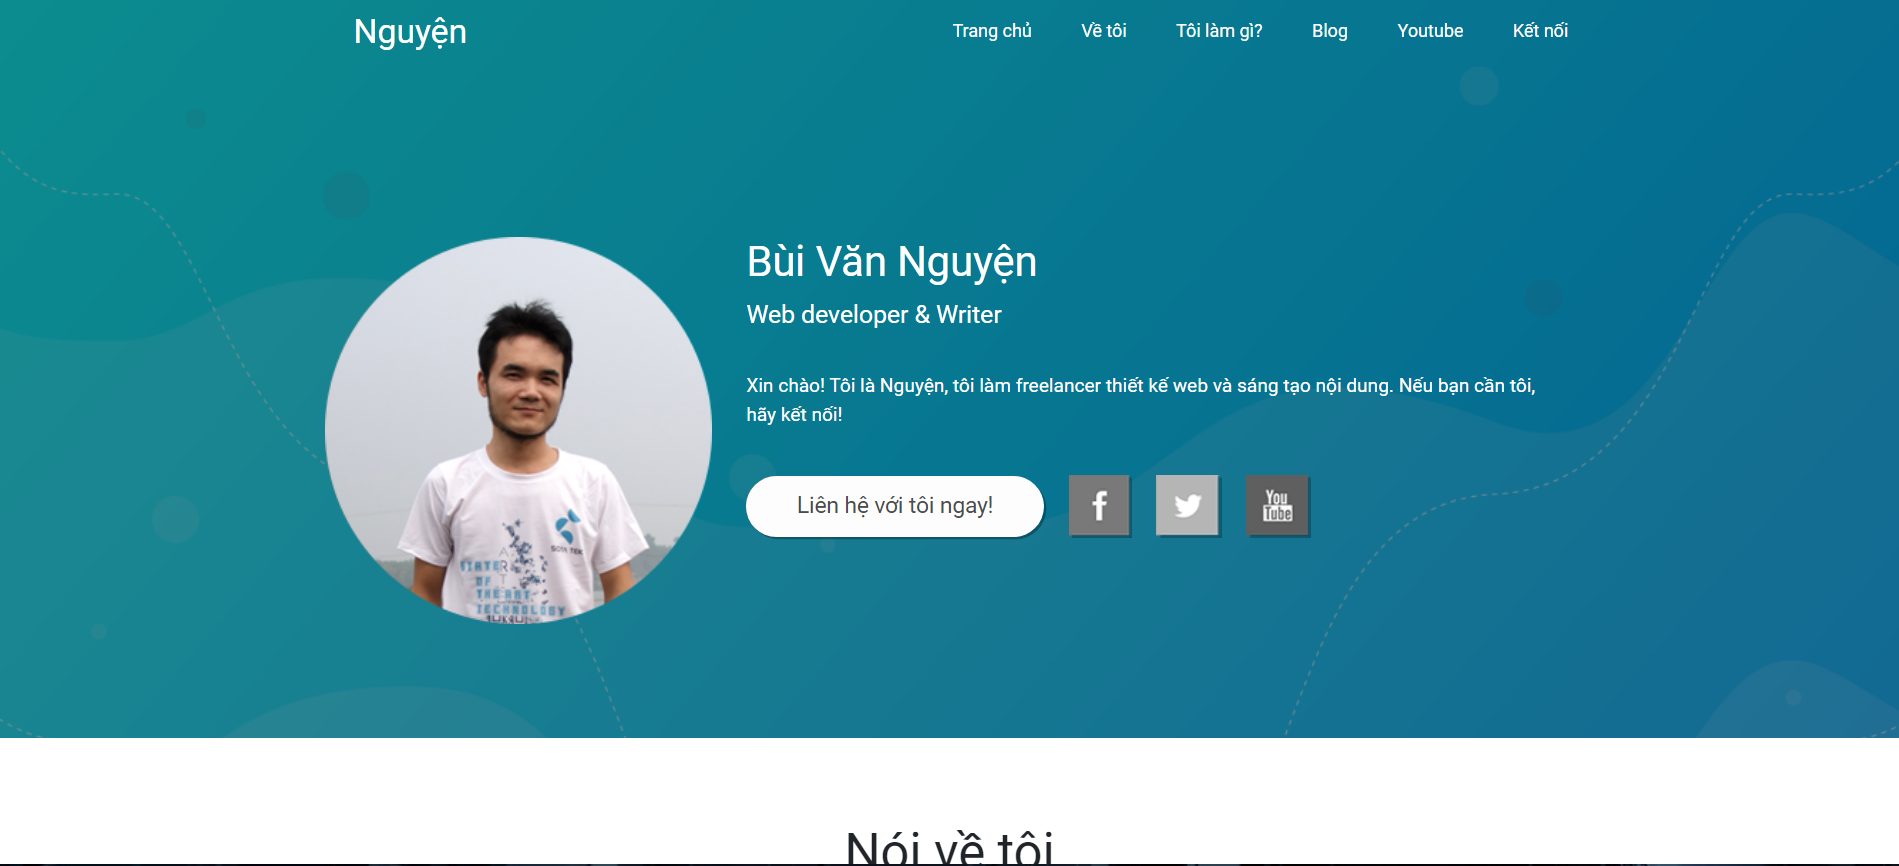 Nguyện
Trang chủ
Về tôi
Tôi làm gì?
Blog
Youtube
Kết nối
Bùi Văn Nguyện
Web developer & Writer
Xin chào! Tôi là Nguyện, tôi làm freelancer thiết kế web và sáng tạo nội dung. Nếu bạn cần tôi,
hãy kết nối!
Liên hệ với tôi ngay!
f
You
Tube
STATE
OF
THE ART
TECHNOLOGY
Nói về tôi